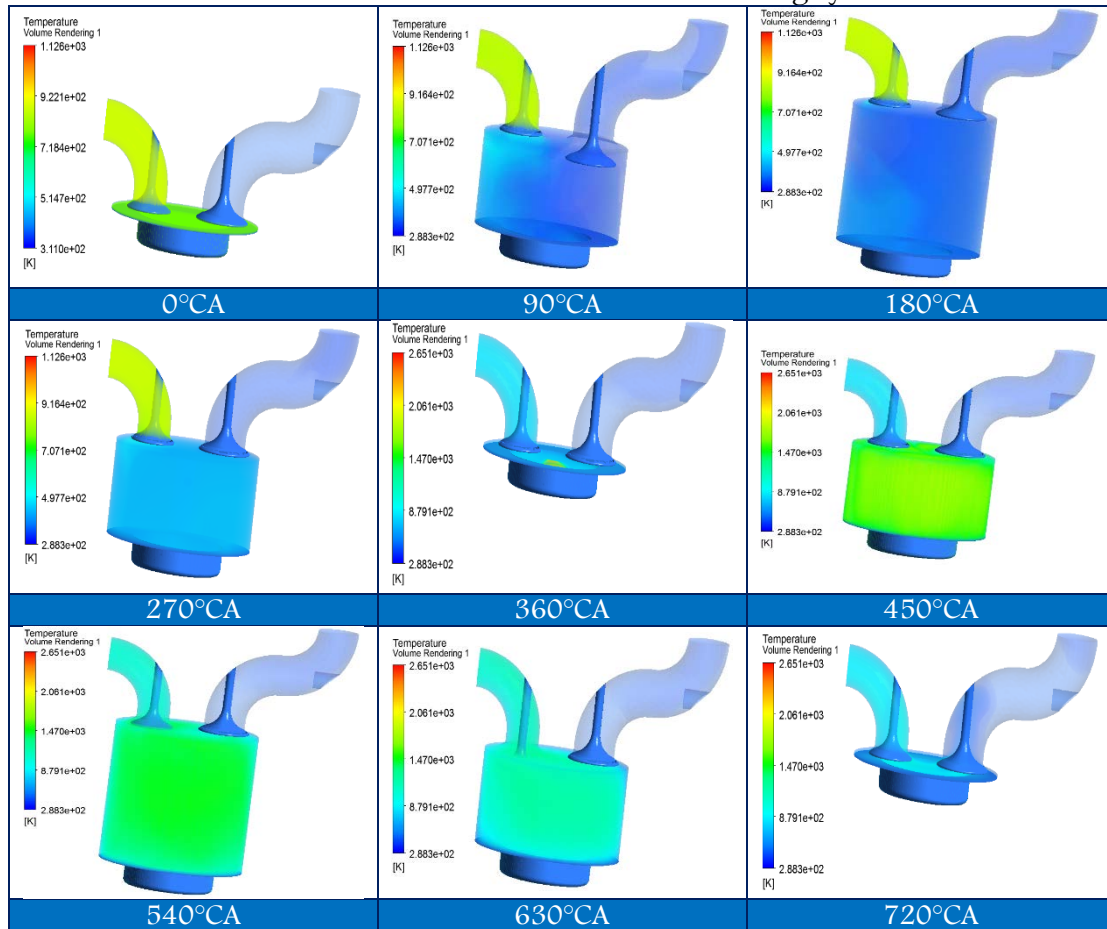 Temperature
Volume Rendering 1
1.126e+03
9.221e+02
7.184e+02
5.147e+02
3.110e+02
[K]
0°CA
Temperature
Volume Rendering 1
1.126e+03
9.164e+02
7.071e+02
4.977e+02
2.883e+02
[K]
90°CA
Temperature
Volume Rendering 1
1.126e+03
9.164e+02
7.071e+02
4.977e+02
2.883e+02
[K]
180°CA
Temperature
Volume Rendering 1
1.126e+03
9.164e+02
7.071e+02
4.977e+02
2.883e+02
[K]
270°CA
Temperature
Volume Rendering 1
2.651e+03
2.061e+03
1.470e+03
8.791e+02
2.883e+02
[K]
360°CA
Temperature
Volume Rendering 1
2.651e+03
2.061e+03
1.470e+03
8.791e+02
2.883e+02
[K]
450°CA
Temperature
Volume Rendering 1
2.651e+03
2.061e+03
1.470e+03
8.791e+02
2.883e+02
[K]
540°CA
Temperature
Volume Rendering 1
2.651e+03
2.061e+03
1.470e+03
8.791e+02
2.883e+02
[K]
630°CA
Temperature
Volume Rendering 1
2.651e+03
2.061e+03
1.470e+03
8.791e+02
2.883e+02
[K]
720°CA